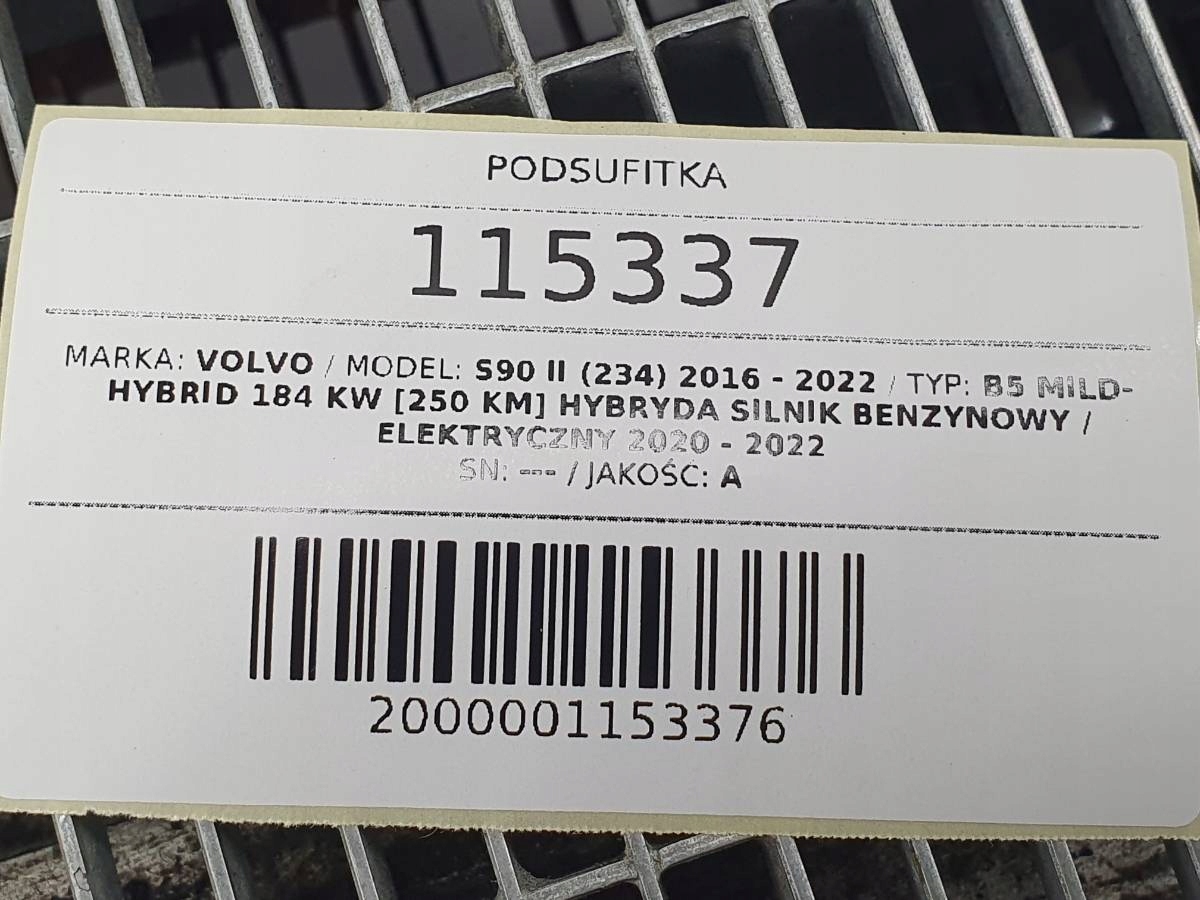 PODSUFITKA
115337
MARKA: VOLVO / MODEL: S90 II (234) 2016 - 2022 / TYP: B5 MILD-
HYBRID 184 KW [250 KM] HYBRYDA SILNIK BENZYNOWY /
ELEKTRYCZNY 2020 - 2022
SN: --- / JAKOŚĆ: A
2000001153376